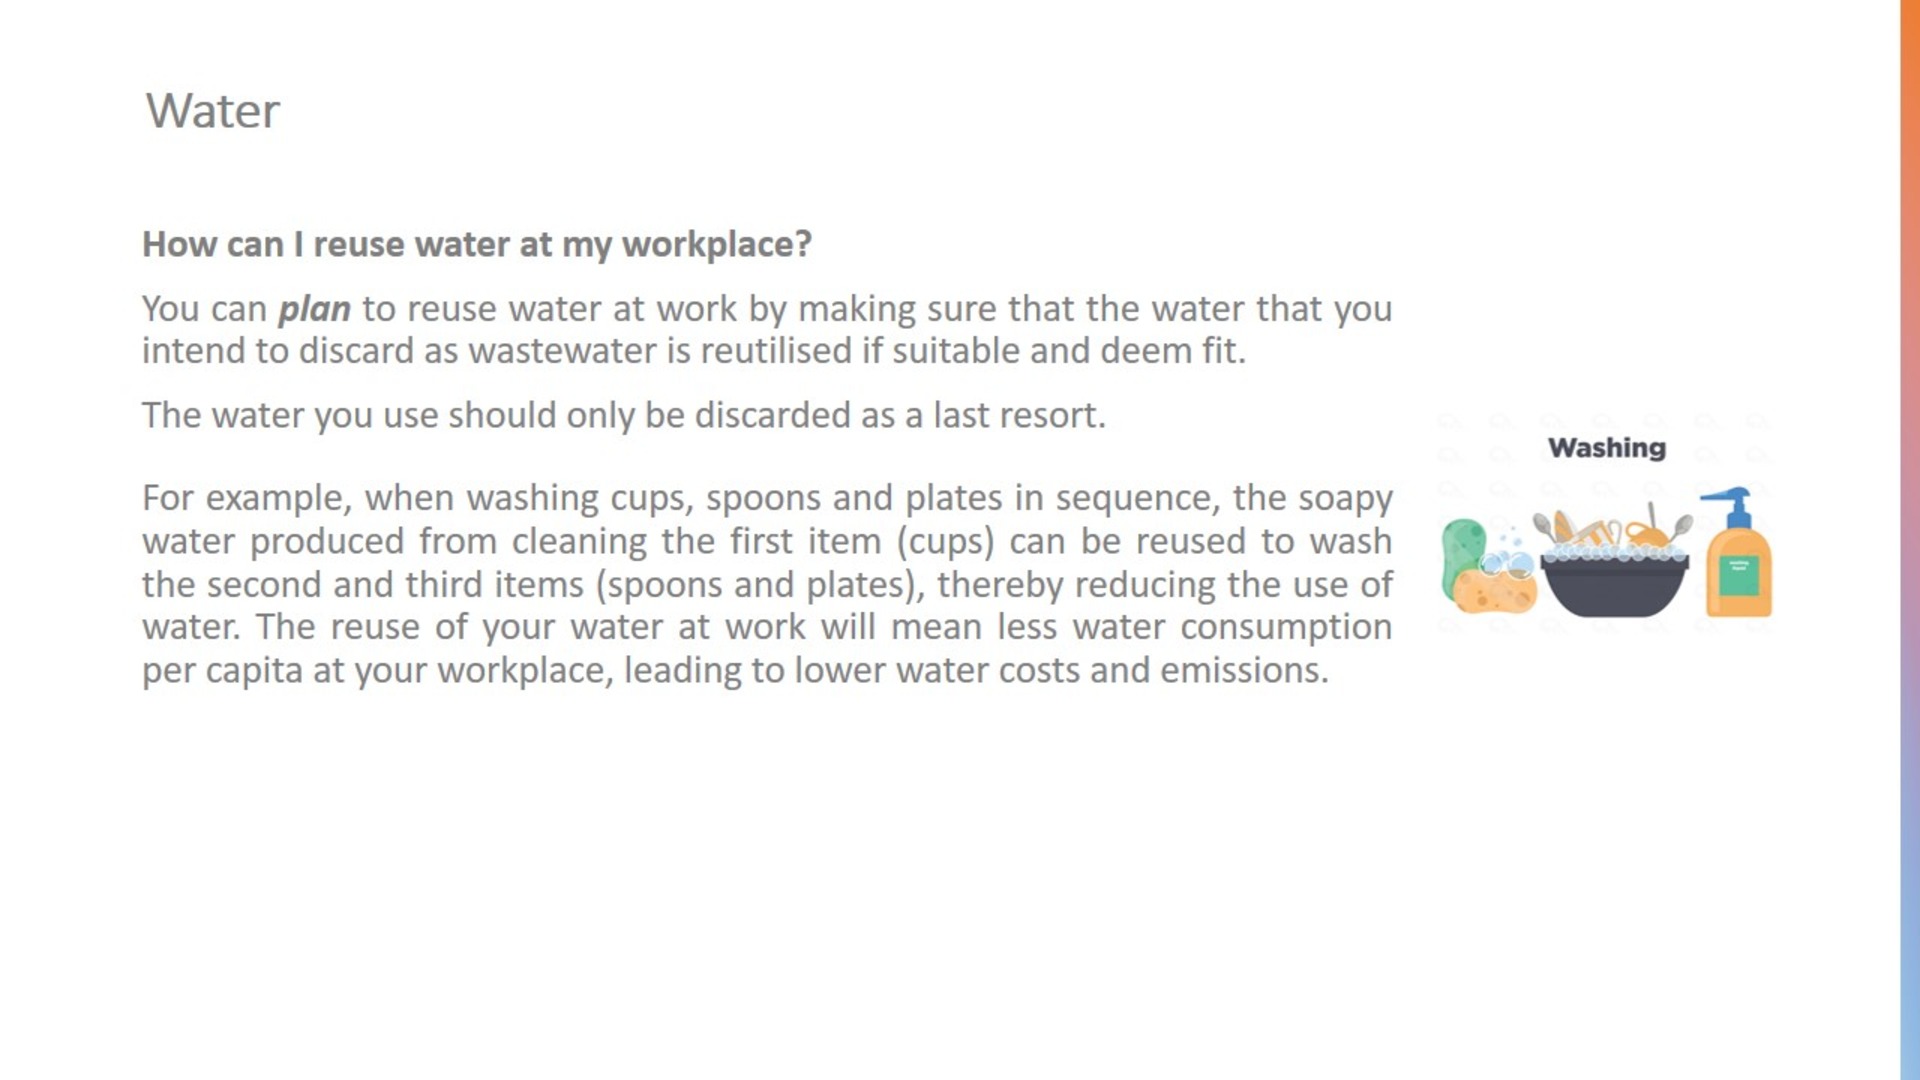 Water
How can I reuse water at my workplace?
You can plan to reuse water at work by making sure that the water that you
intend to discard as wastewater is reutilised if suitable and deem fit.
The water you use should only be discarded as a last resort.
For example, when washing cups, spoons and plates in sequence, the soapy
water produced from cleaning the first item (cups) can be reused to wash
the second and third items (spoons and plates), thereby reducing the use of
water. The reuse of your water at work will mean less water consumption
per capita at your workplace, leading to lower water costs and emissions.
Washing